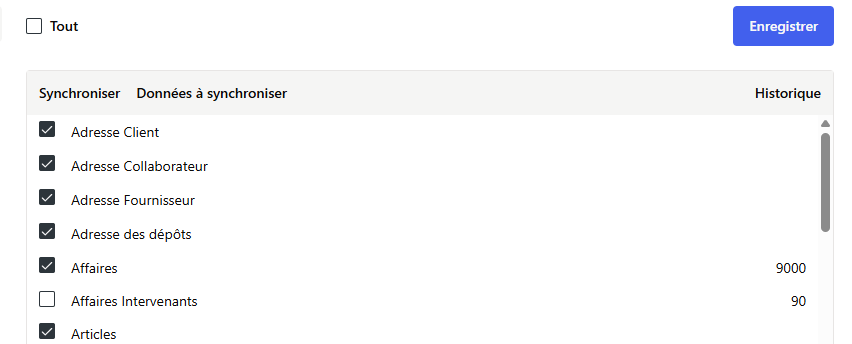 Tout
Enregistrer
Synchroniser Données à synchroniser Historique
Adresse Client
Adresse Collaborateur
Adresse Fournisseur
Adresse des dépôts
Affaires 9000
Affaires Intervenants 90
Articles